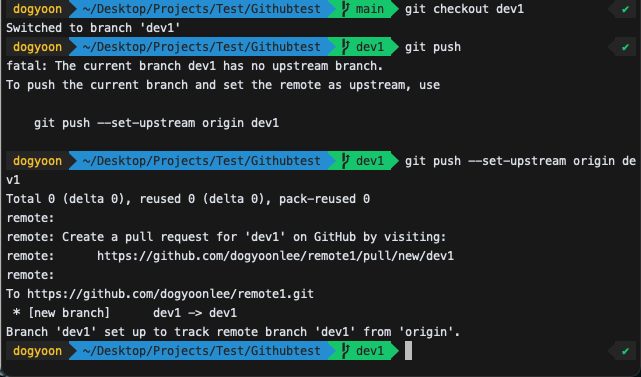 dogyoon ~/Desktop/Projects/Test/Githubtest main git checkout dev1 ✔
Switched to branch 'dev1'
dogyoon ~/Desktop/Projects/Test/Githubtest dev1 git push ✔
fatal: The current branch dev1 has no upstream branch.
To push the current branch and set the remote as upstream, use
git push --set-upstream origin dev1
dogyoon ~/Desktop/Projects/Test/Githubtest dev1 git push --set-upstream origin de
v1
Total 0 (delta 0), reused 0 (delta 0), pack-reused 0
remote:
remote: Create a pull request for 'dev1' on GitHub by visiting:
remote:      https://github.com/dogyoonlee/remote1/pull/new/dev1
remote:
To https://github.com/dogyoonlee/remote1.git
 * [new branch]      dev1 -> dev1
Branch 'dev1' set up to track remote branch 'dev1' from 'origin'.
dogyoon ~/Desktop/Projects/Test/Githubtest dev1 ✔